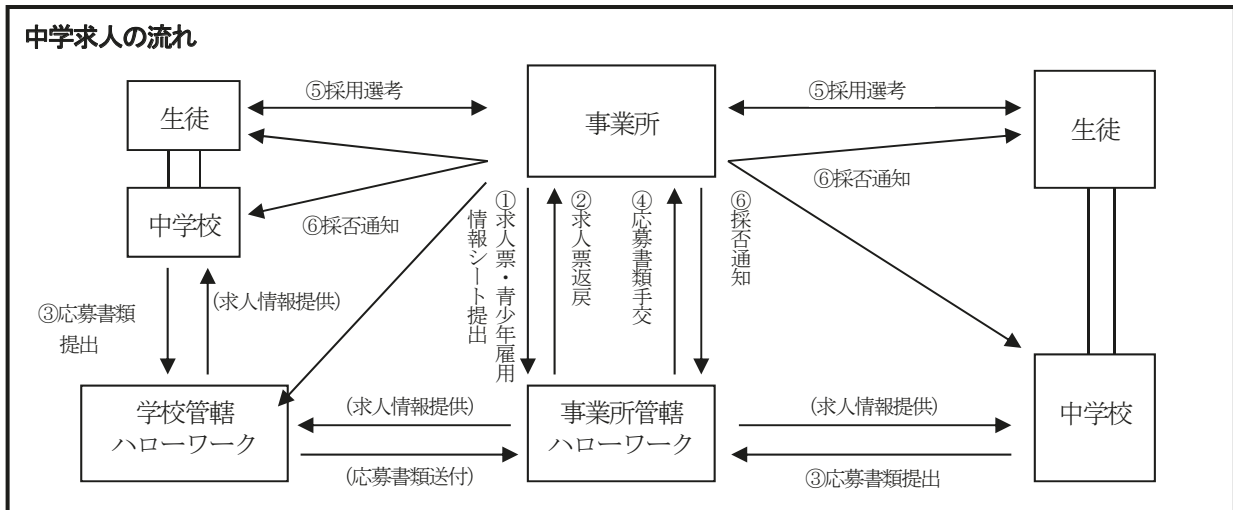 中学求人の流れ
生徒
⑤採用選考
事業所
⑤採用選考
生徒
中学校
⑥採否通知
①求人票・青少年雇用
情報シート提出
②求人票返戻
④応募書類手交
⑥採否通知
⑥採否通知
③応募書類
提出
(求人情報提供)
学校管轄
ハローワーク
(求人情報提供)
(応募書類送付)
事業所管轄
ハローワーク
(求人情報提供)
③応募書類提出
中学校